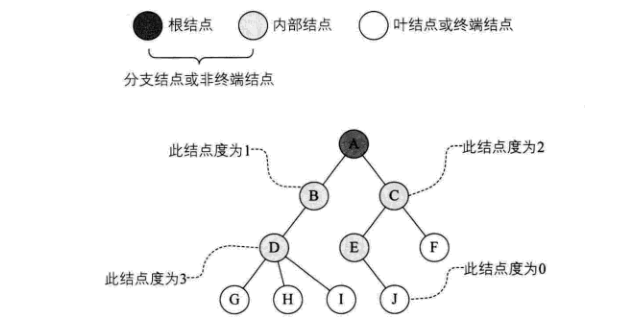 根结点 内部结点 叶结点或终端结点
分支结点或非终端结点
A
此结点度为1 此结点度为2
B C
D E F
此结点度为3 此结点度为0
G H I J